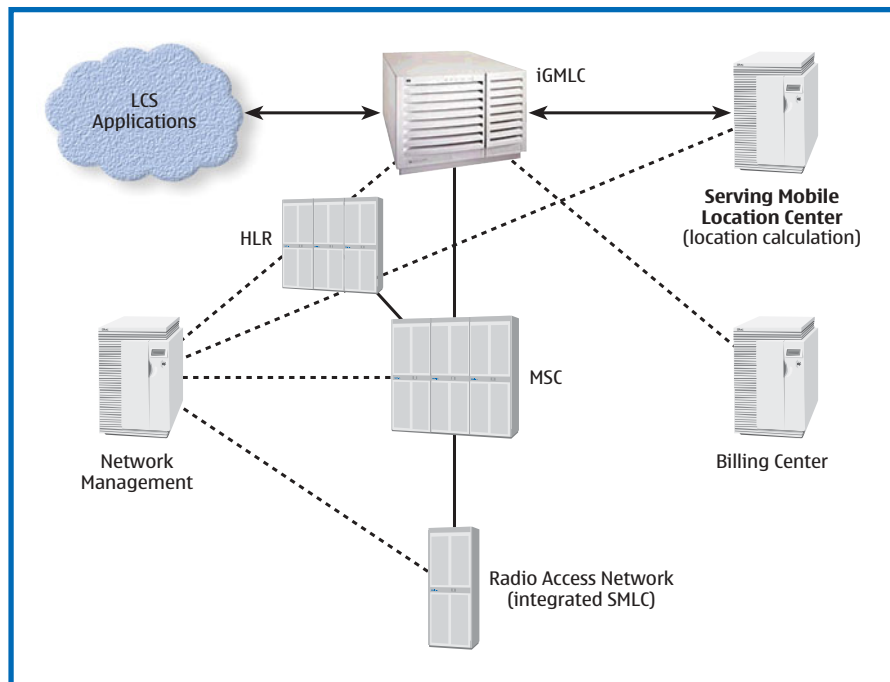 iGMLC
LCS
Applications
Serving Mobile
Location Center
(location calculation)
HLR
MSC
Network
Management
Billing Center
Radio Access Network
(integrated SMLC)